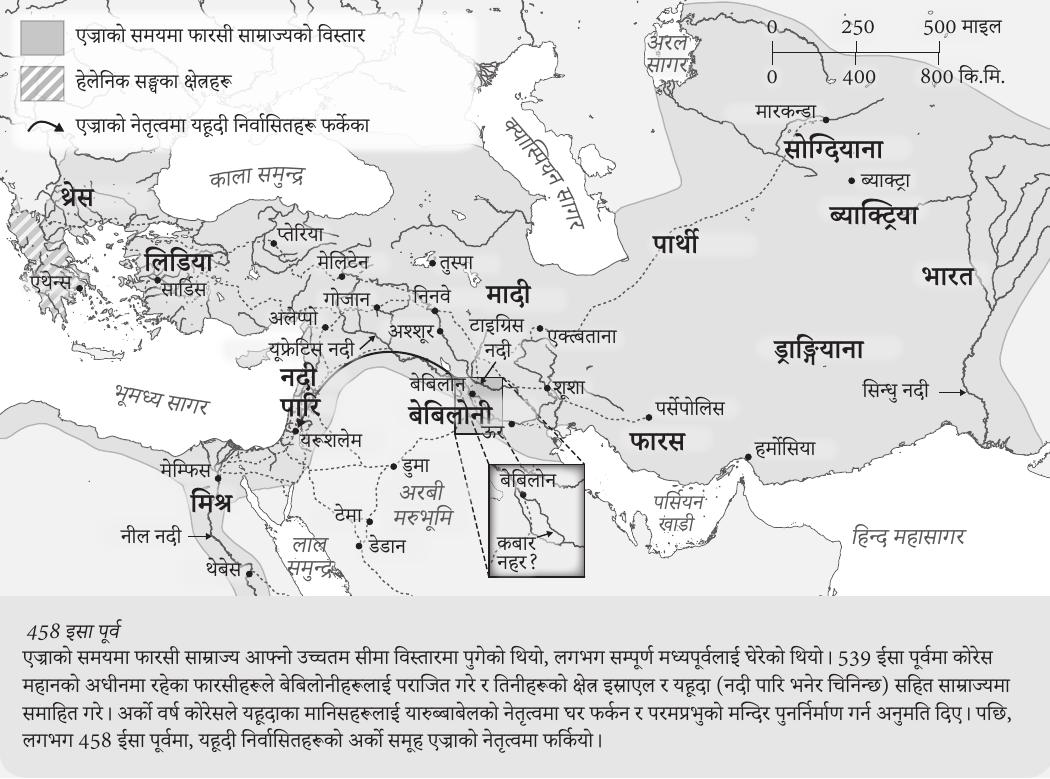 एज्राको समयमा फारसी साम्राज्यको विस्तार
हेलेनिक सङ्घका क्षेत्रहरू
एज्राको नेतृत्वमा यहूदी निर्वासितहरू फर्केका
0 250 500 माइल
0 400 800 कि.मि.
अरल
सागर
मारकन्डा
सोग्दियाना
ब्याक्ट्रा
ब्याक्ट्रिया
क्यास्पियन सागर
काला समुन्द्र
थ्रेस
प्तेरिया
पार्थी
लिडिया
सार्डिस
एथेन्स
मेलिटेन
तुस्पा
भारत
गोजान
निनवे
मादी
अलेप्पो
अश्शूर
टाइग्रिस
नदी
एक्त्बताना
यूफ्रेटिस नदी
ड्राङ्गियाना
नदी
पारि
बेबिलोन
शूशा
सिन्धु नदी
भूमध्य सागर
बेबिलोनी
ऊर
पर्सेपोलिस
यरूशलेम
फारस
हर्मोसिया
मेम्फिस
डुमा
बेबिलोन
मिश्र
अरबी
मरुभूमि
पर्सियन
खाडी
टेमा
नील नदी
लाल
समुन्द्र
डेडान
कबार
नहर?
हिन्द महासागर
थेबेस
458 इसा पूर्व
एज्राको समयमा फारसी साम्राज्य आफ्नो उच्चतम सीमा विस्तारमा पुगेको थियो, लगभग सम्पूर्ण मध्यपूर्वलाई घेरेको थियो। 539 ईसा पूर्वमा कोरेस
महानको अधीनमा रहेका फारसीहरूले बेबिलोनीहरूलाई पराजित गरे र तिनीहरूको क्षेत्र इस्राएल र यहूदा (नदी पारि भनेर चिनिन्छ) सहित साम्राज्यमा
समाहित गरे। अर्को वर्ष कोरेसले यहूदाका मानिसहरूलाई यारुब्बाबेलको नेतृत्वमा घर फर्कन र परमप्रभुको मन्दिर पुनर्निर्माण गर्न अनुमति दिए। पछि,
लगभग 458 ईसा पूर्वमा, यहूदी निर्वासितहरूको अर्को समूह एज्राको नेतृत्वमा फर्कियो।